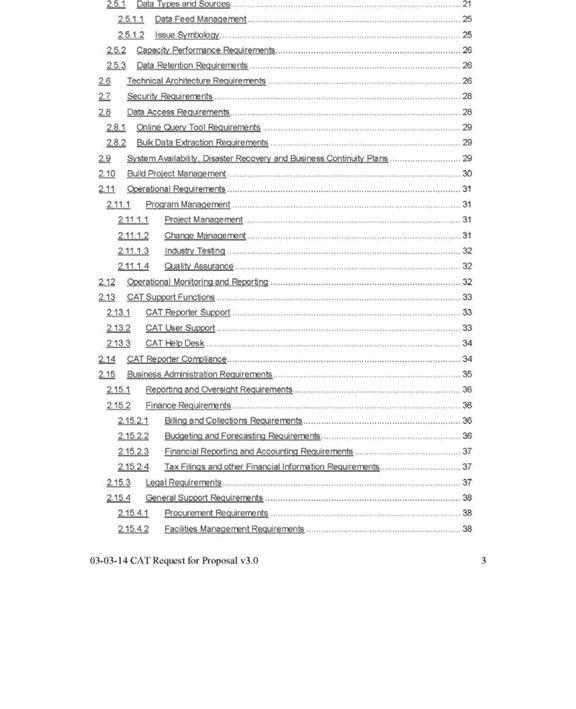 2.5.1 Data Types and Sources 21
2.5.1.1 Data Feed Management 25
2.5.1.2 Issue Symbology 25
2.5.2 Capacity Performance Requirements 26
2.5.3 Data Retention Requirements 26
2.6 Technical Architecture Requirements 26
2.7 Security Requirements 28
2.8 Data Access Requirements 28
2.8.1 Online Query Tool Requirements 29
2.8.2 Bulk Data Extraction Requirements 29
2.9 System Availability, Disaster Recovery and Business Continuity Plans 29
2.10 Build Project Management 30
2.11 Operational Requirements 31
2.11.1 Program Management 31
2.11.1.1 Project Management 31
2.11.1.2 Change Management 31
2.11.1.3 Industry Testing 32
2.11.1.4 Quality Assurance 32
2.12 Operational Monitoring and Reporting 32
2.13 CAT Support Functions 33
2.13.1 CAT Reporter Support 33
2.13.2 CAT User Support 33
2.13.3 CAT Help Desk 34
2.14 CAT Reporter Compliance 34
2.15 Business Administration Requirements 35
2.15.1 Reporting and Oversight Requirements 36
2.15.2 Finance Requirements 36
2.15.2.1 Billing and Collections Requirements 36
2.15.2.2 Budgeting and Forecasting Requirements 36
2.15.2.3 Financial Reporting and Accounting Requirements 37
2.15.2.4 Tax Filings and other Financial Information Requirements 37
2.15.3 Legal Requirements 37
2.15.4 General Support Requirements 38
2.15.4.1 Procurement Requirements 38
2.15.4.2 Facilities Management Requirements 38
03-03-14 CAT Request for Proposal v3.0 3